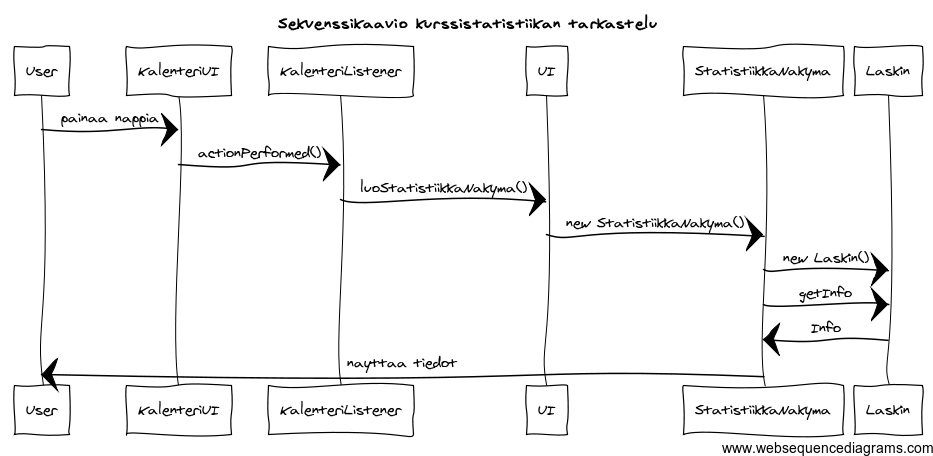 Sekvenssikaavio kurssistatistiikan tarkastelu
User KalenteriUI KalenteriListener UI StatistiikkaNakyma Laskin
painaa nappia
actionPerformed()
luoStatistiikkaNakyma()
new StatistiikkaNakyma()
new Laskin()
getInfo
Info
nayttaa tiedot
User KalenteriUI KalenteriListener UI StatistiikkaNakyma Laskin
www.websequencediagrams.com